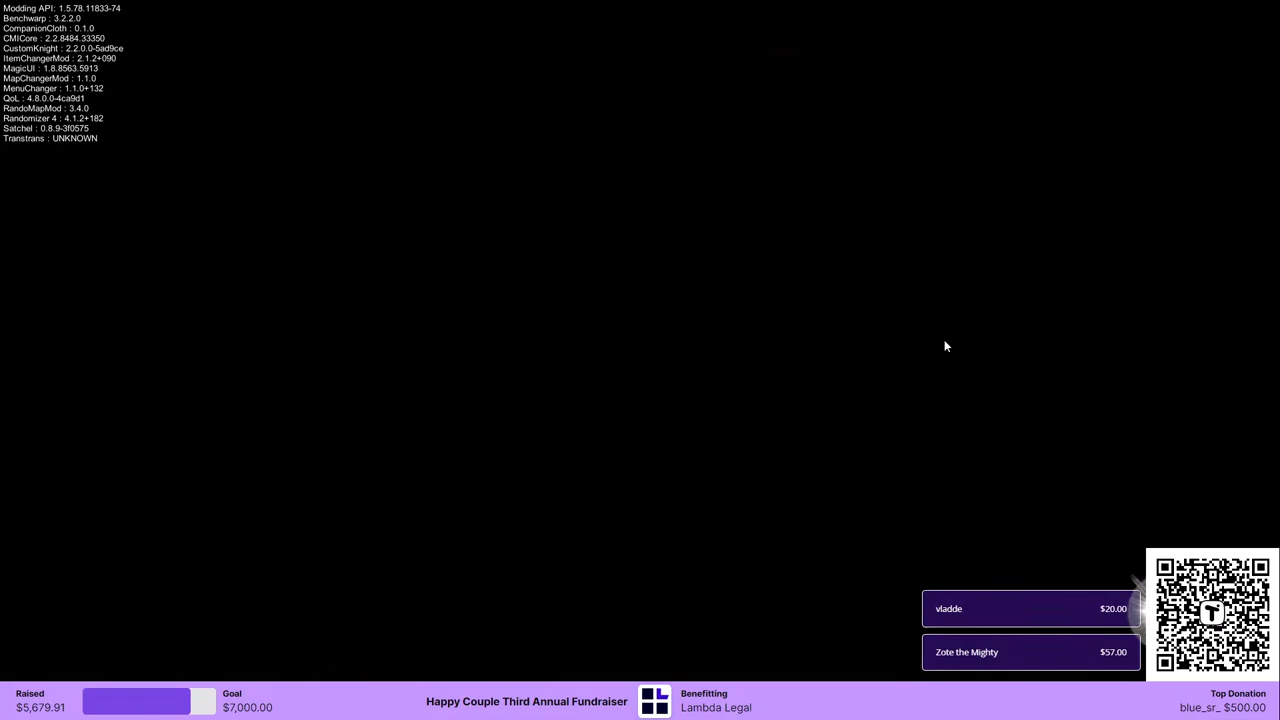 Modding API: 1.5.78.11833-74
Benchwarp : 3.2.2.0
CompanionCloth : 0.1.0
CMICore : 2.2.8484.33350
CustomKnight : 2.2.0.0-5ad9ce
ItemChangerMod : 2.1.2+090
MagicUI : 1.8.8563.5913
MapChangerMod : 1.1.0
MenuChanger : 1.1.0+132
QoL : 4.8.0.0-4ca9d1
RandoMapMod : 3.4.0
Randomizer 4 : 4.1.2+182
Satchel : 0.8.9-3f0575
Transtrans : UNKNOWN
vladde $20.00
Zote the Mighty $57.00
Raised
$5,679.91
Goal
$7,000.00
Happy Couple Third Annual Fundraiser
Benefitting
Lambda Legal
Top Donation
blue_sr_ $500.00